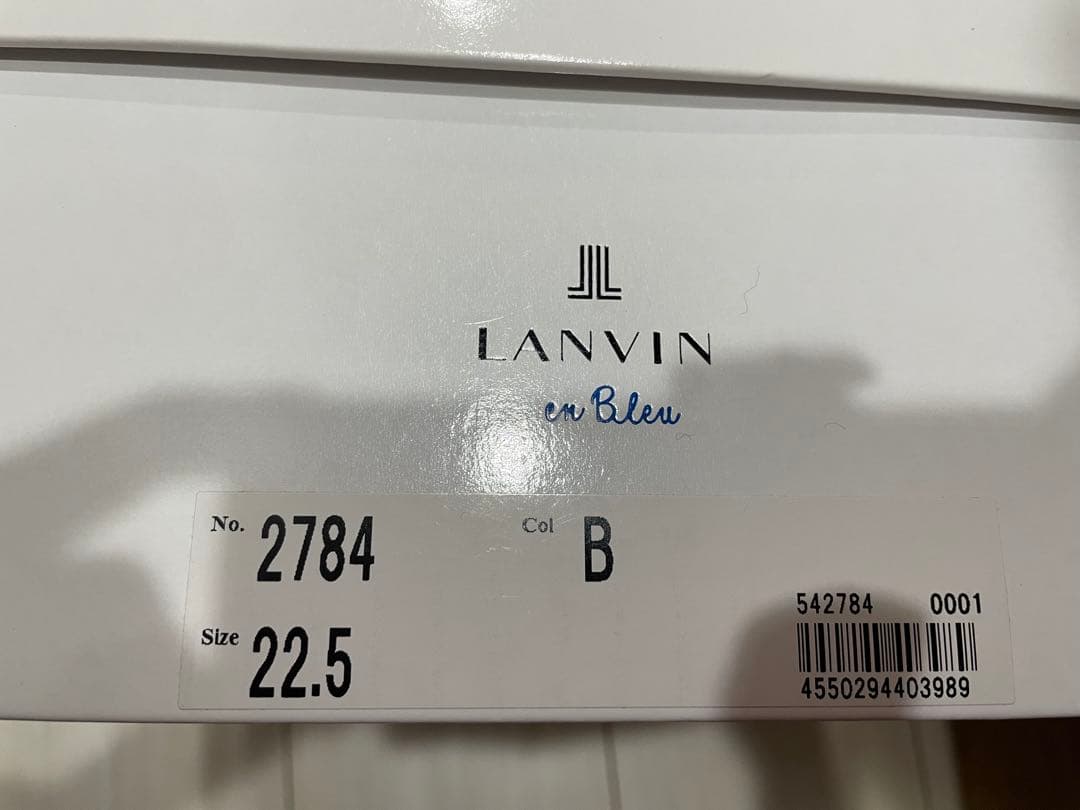 LANVIN
en Bleu
No. 2784 Col B
Size 22.5
542784 0001
4550294403989